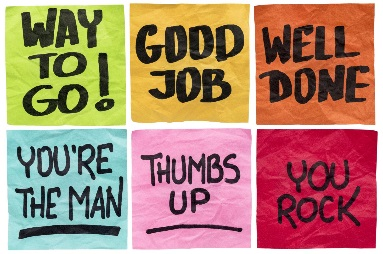 WAY
TO
GO!
GOOD
JOB
WELL
DONE
YOU'RE
THE MAN
THUMBS
UP
YOU
ROCK